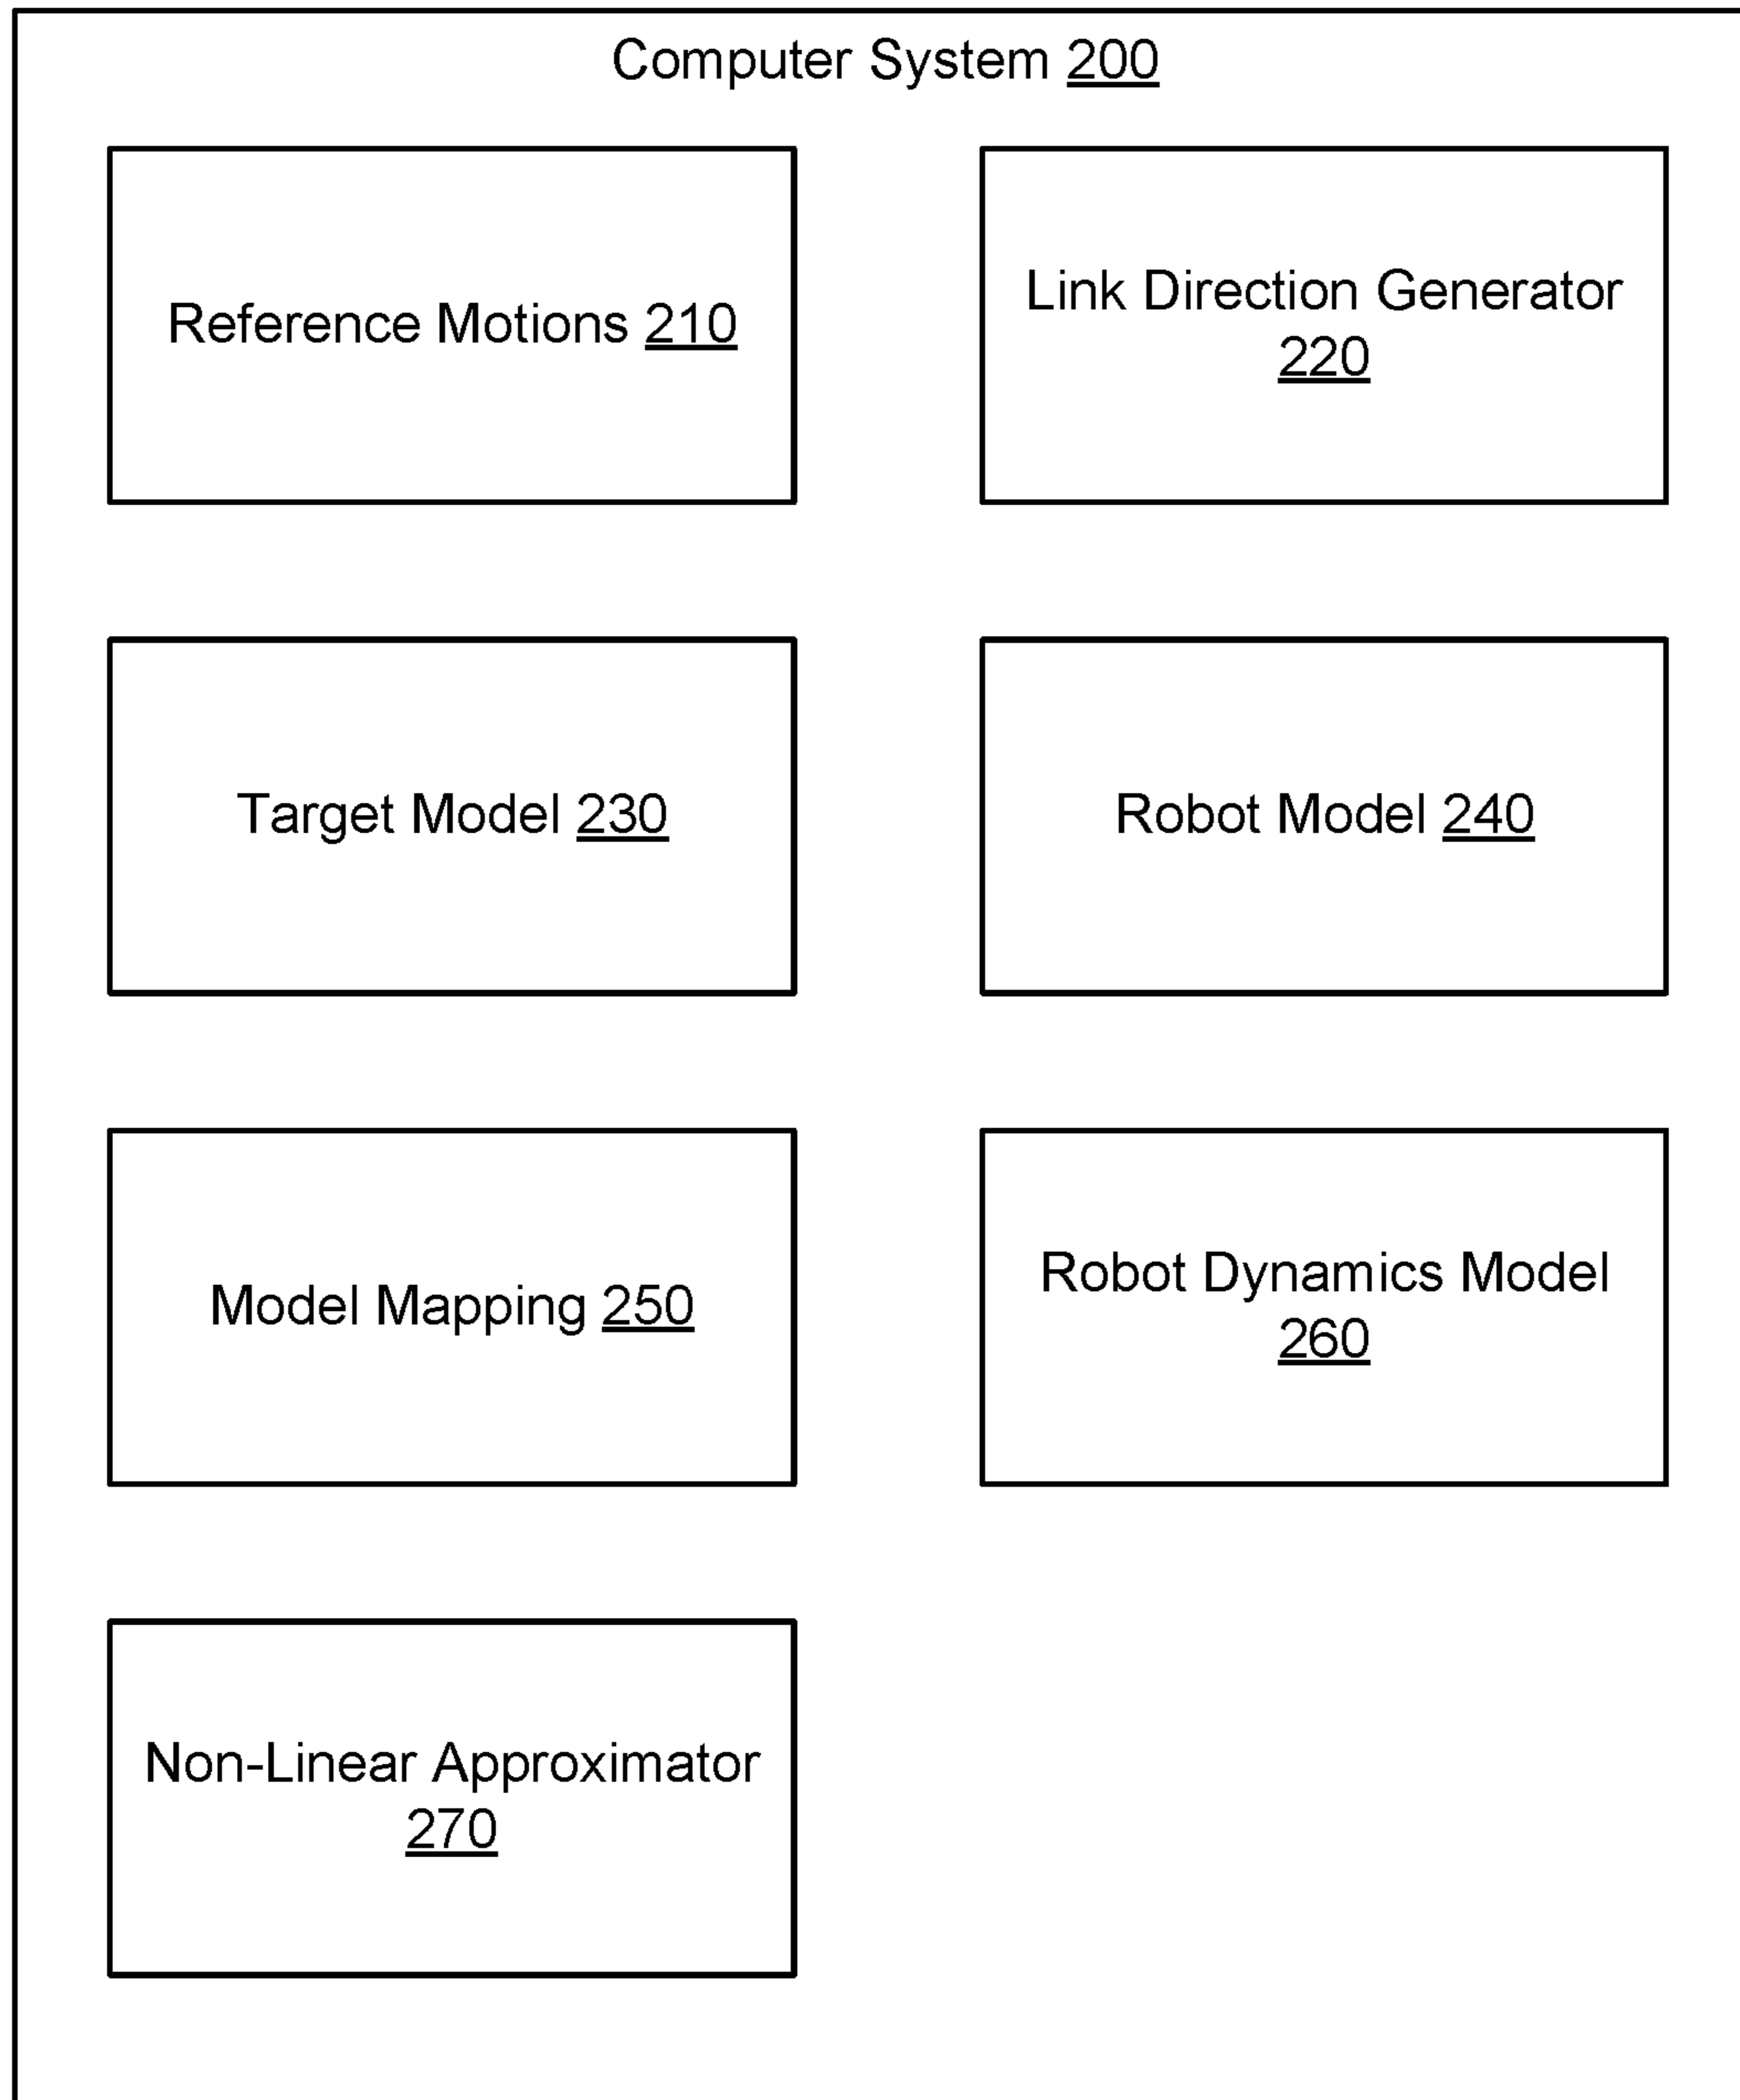 Computer System 200
Reference Motions 210
Link Direction Generator
220
Target Model 230
Robot Model 240
Model Mapping 250
Robot Dynamics Model
260
Non-Linear Approximator
270